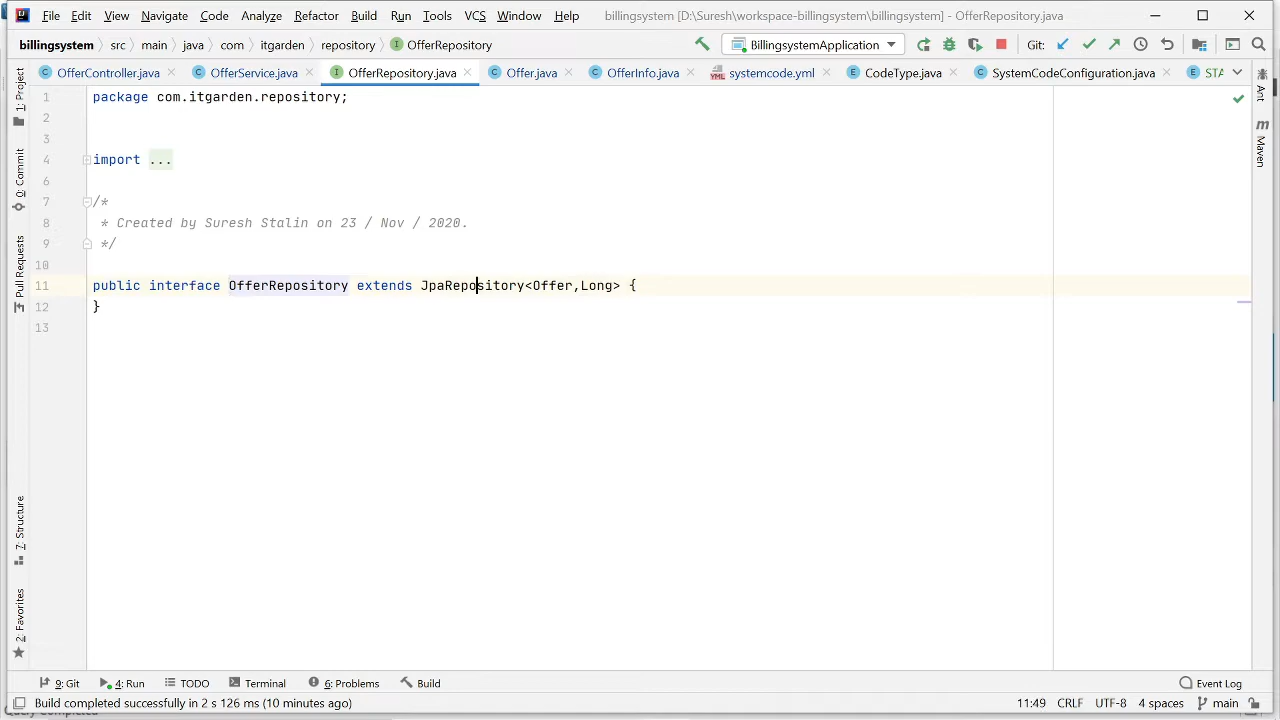 File Edit View Navigate Code Analyze Refactor Build Run Tools VCS Window Help billingsystem [D:\Suresh\workspace-billingsystem\billingsystem] - OfferRepository.java
billingsystem src main java com itgarden repository OfferRepository BillingsystemApplication Git:
OfferController.java OfferService.java OfferRepository.java Offer.java OfferInfo.java systemcode.yml CodeType.java SystemCodeConfiguration.java STA
1: Project
0: Commit
Pull Requests
7: Structure
2: Favorites
1 package com.itgarden.repository;
2
3
4 import ...
6
7 /*
8 * Created by Suresh Stalin on 23 / Nov / 2020.
9 */
10
11 public interface OfferRepository extends JpaRepository<Offer,Long> {
12 }
13
Ant
m Maven
9: Git 4: Run TODO Terminal 6: Problems Build Event Log
Build completed successfully in 2 s 126 ms (10 minutes ago) 11:49 CRLF UTF-8 4 spaces main